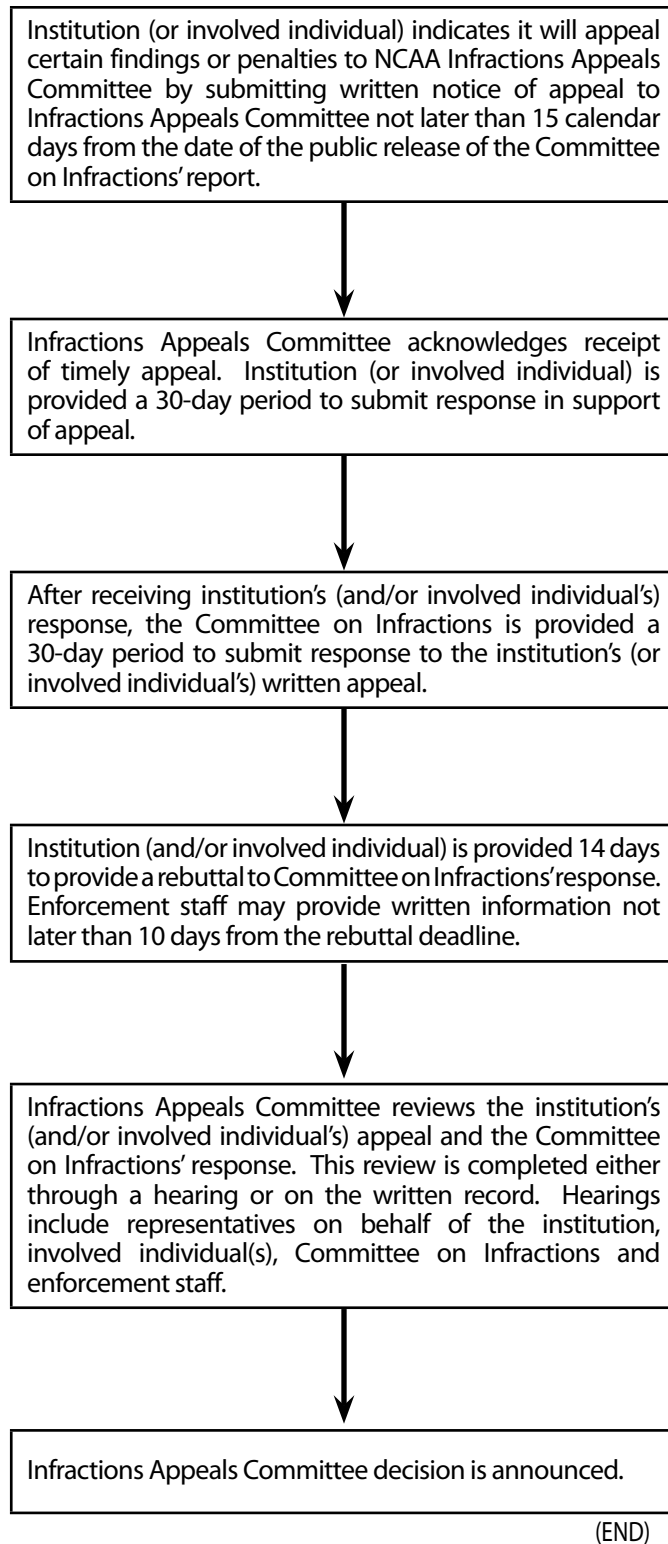 Institution (or involved individual) indicates it will appeal
certain findings or penalties to NCAA Infractions Appeals
Committee by submitting written notice of appeal to
Infractions Appeals Committee not later than 15 calendar
days from the date of the public release of the Committee
on Infractions' report.
Infractions Appeals Committee acknowledges receipt
of timely appeal. Institution (or involved individual) is
provided a 30-day period to submit response in support
of appeal.
After receiving institution's (and/or involved individual's)
response, the Committee on Infractions is provided a
30-day period to submit response to the institution's (or
involved individual's) written appeal.
Institution (and/or involved individual) is provided 14 days
to provide a rebuttal to Committee on Infractions' response.
Enforcement staff may provide written information not
later than 10 days from the rebuttal deadline.
Infractions Appeals Committee reviews the institution's
(and/or involved individual's) appeal and the Committee
on Infractions' response. This review is completed either
through a hearing or on the written record. Hearings
include representatives on behalf of the institution,
involved individual(s), Committee on Infractions and
enforcement staff.
Infractions Appeals Committee decision is announced.
(END)